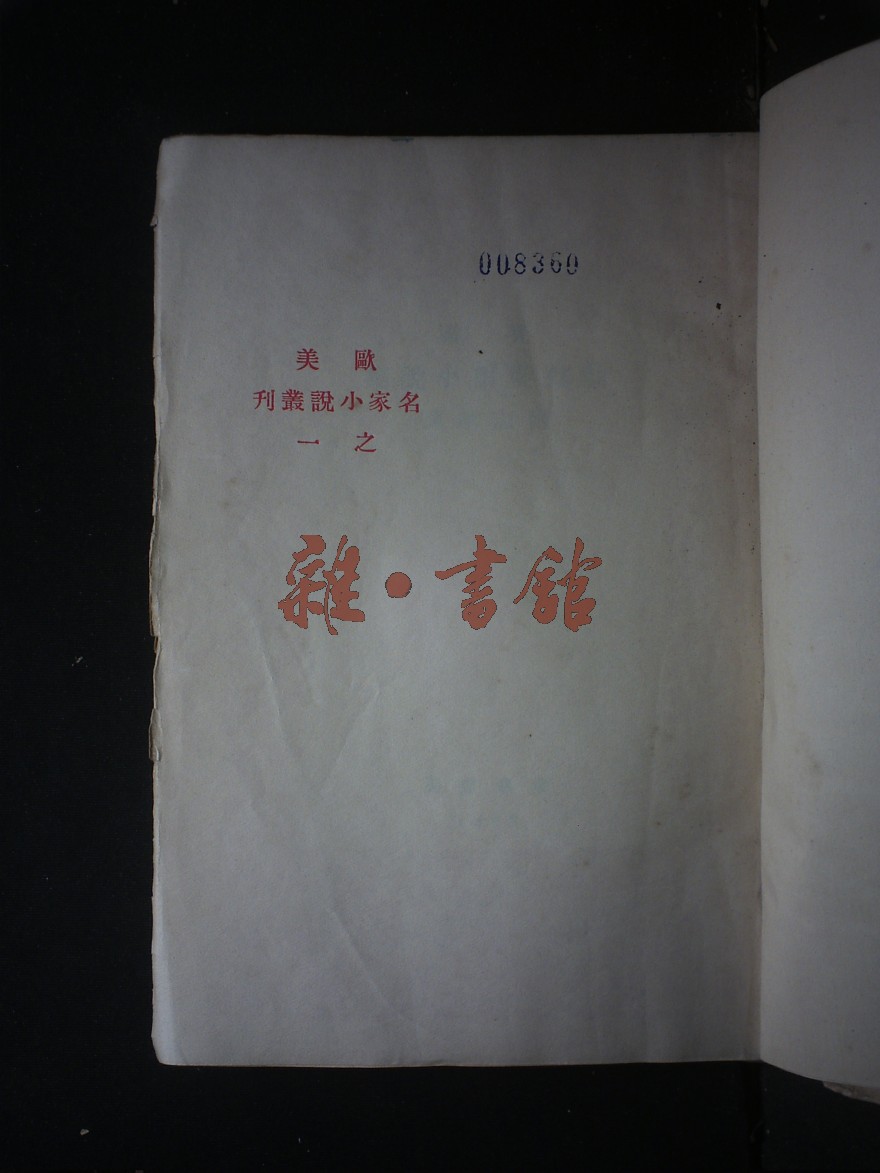 008360
歐美
名家小說叢刊
之一
雜·書館